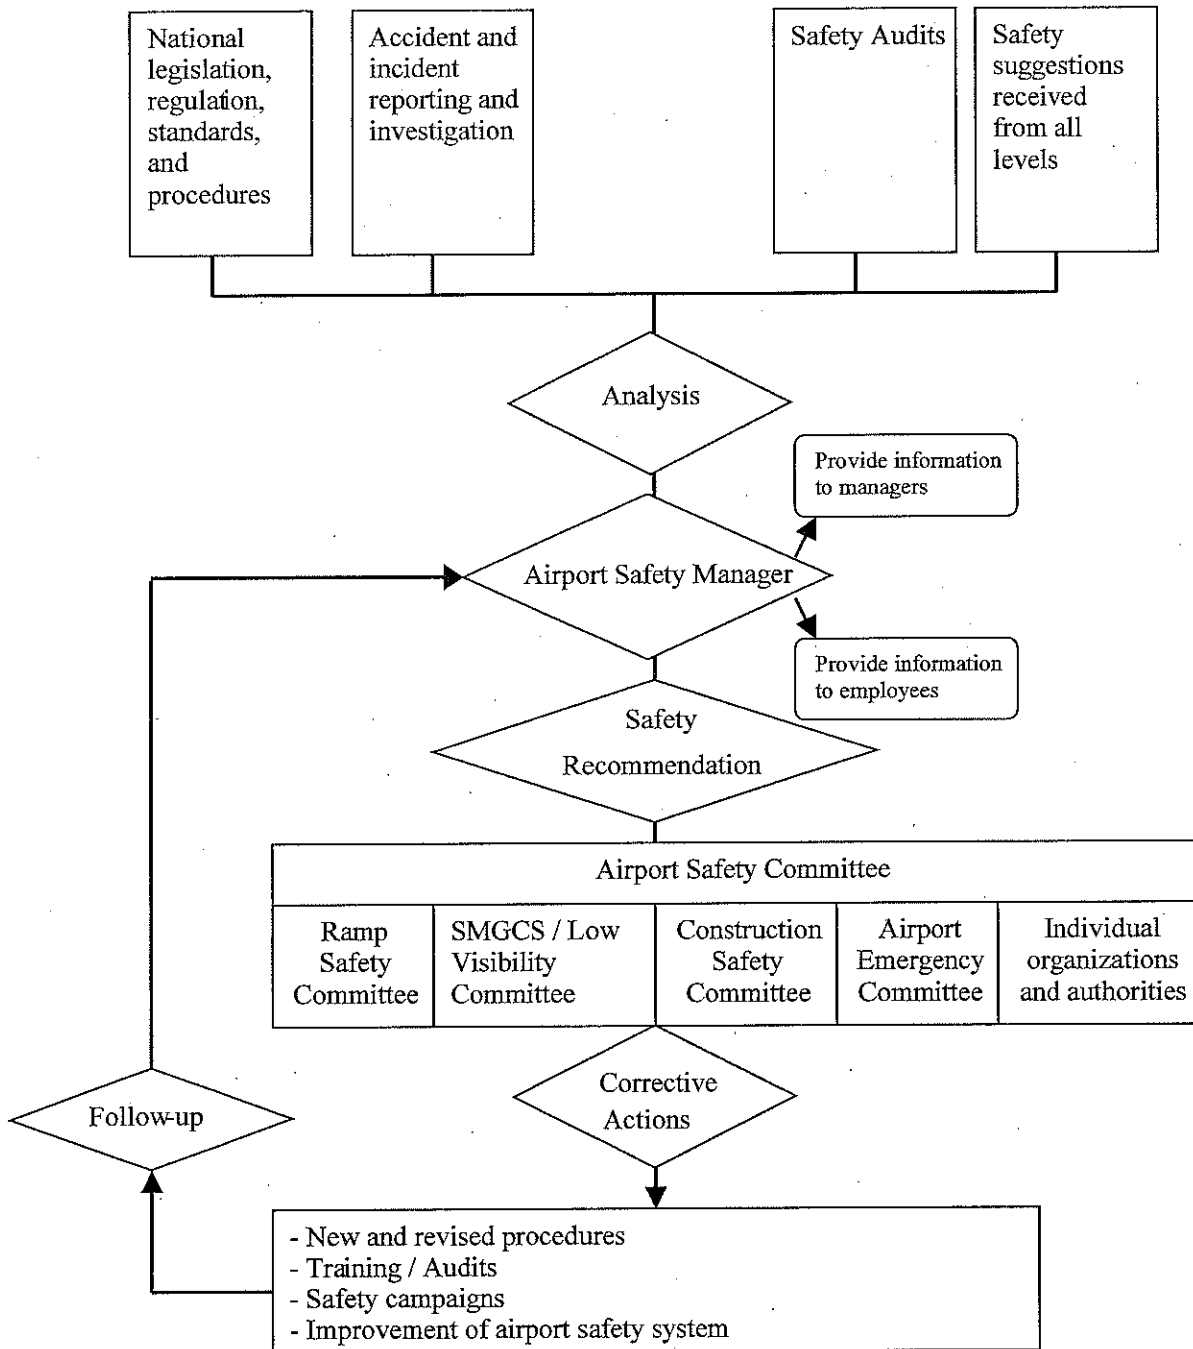 National
legislation,
regulation,
standards,
and
procedures
Accident and
incident
reporting and
investigation
Safety Audits
Safety
suggestions
received
from all
levels
Analysis
Provide information
to managers
Airport Safety Manager
Provide information
to employees
Safety
Recommendation
Airport Safety Committee
Ramp
Safety
Committee
SMGCS / Low
Visibility
Committee
Construction
Safety
Committee
Airport
Emergency
Committee
Individual
organizations
and authorities
Corrective
Actions
Follow-up
- New and revised procedures
- Training / Audits
- Safety campaigns
- Improvement of airport safety system